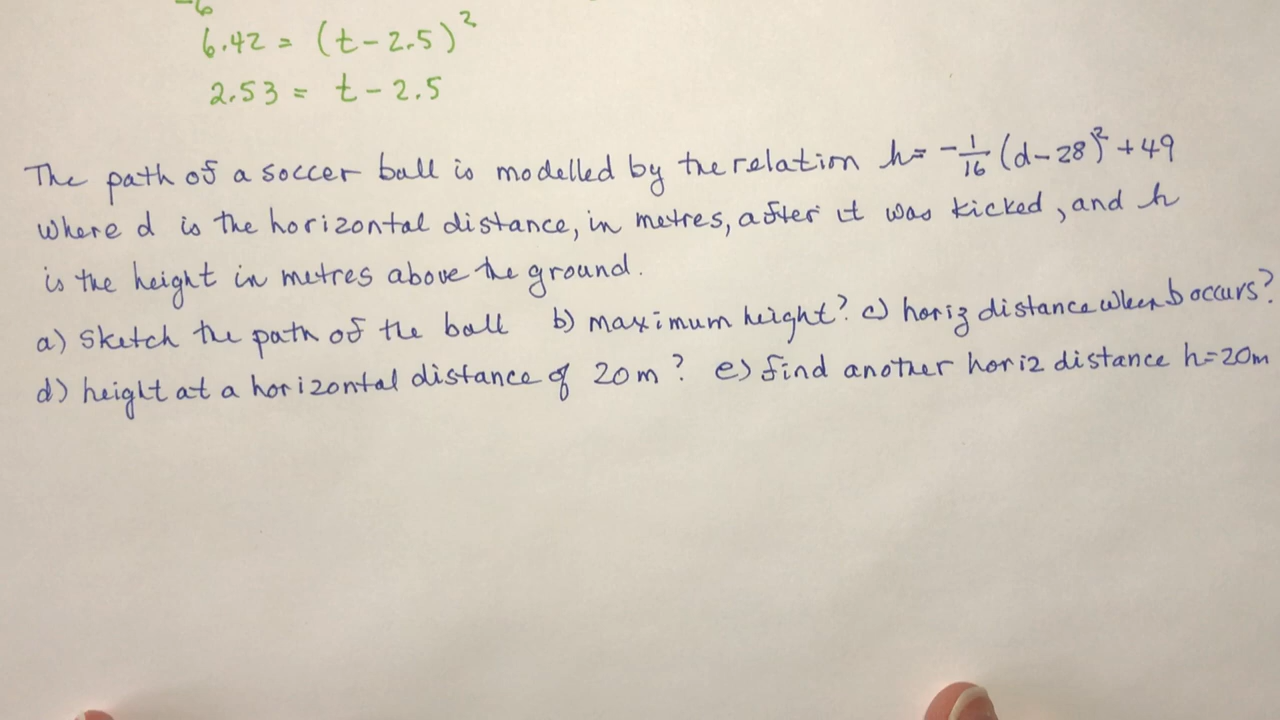 -6
6.42 = (t-2.5)²
2.53 = t-2.5
The path of a soccer ball is modelled by the relation h= -1/16 (d-28)² +49
where d is the horizontal distance, in metres, after it was kicked, and h
is the height in metres above the ground.
a) Sketch the path of the ball b) maximum height? c) horiz distance when b occurs?
d) height at a horizontal distance of 20m? e) find another horiz distance h=20m